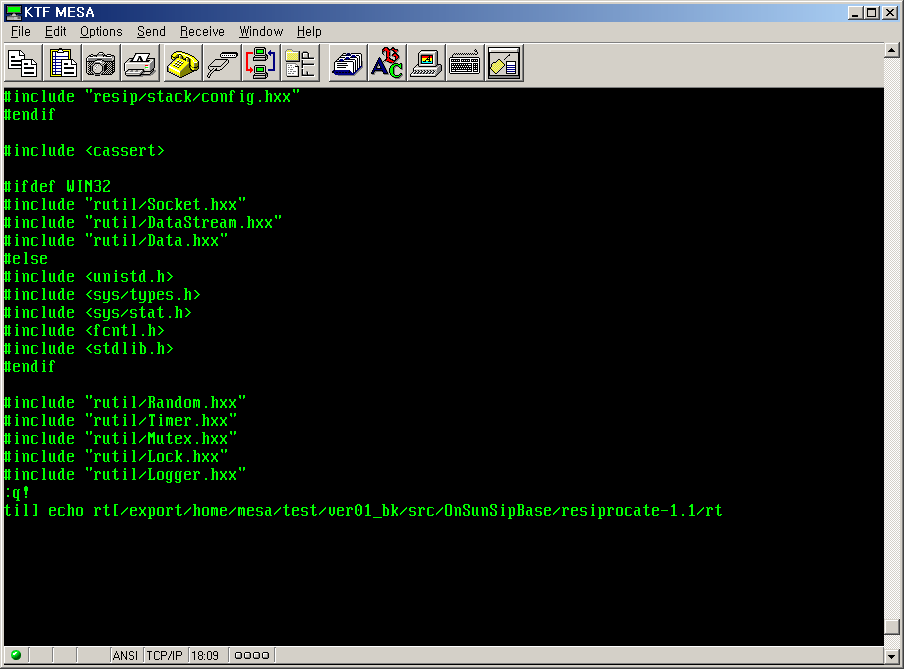 KTF MESA
File Edit Options Send Receive Window Help
#include "resip/stack/config.hxx"
#endif
#include <cassert>
#ifdef WIN32
#include "rutil/Socket.hxx"
#include "rutil/DataStream.hxx"
#include "rutil/Data.hxx"
#else
#include <unistd.h>
#include <sys/types.h>
#include <sys/stat.h>
#include <fcntl.h>
#include <stdlib.h>
#endif
#include "rutil/Random.hxx"
#include "rutil/Timer.hxx"
#include "rutil/Mutex.hxx"
#include "rutil/Lock.hxx"
#include "rutil/Logger.hxx"
:q!
til] echo rt[/export/home/mesa/test/ver01_bk/src/OnSunSipBase/resiprocate-1.1/rt
ANSI TCP/IP 18:09